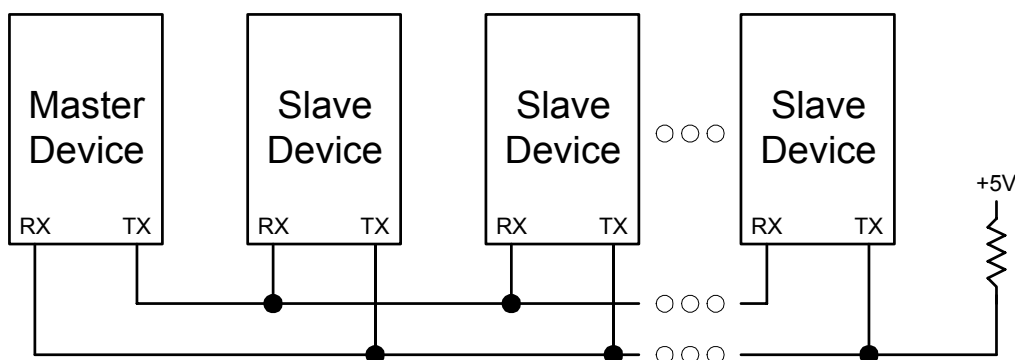 Master
Device
Slave
Device
Slave
Device
Slave
Device
+5V
RX TX RX TX RX TX RX TX